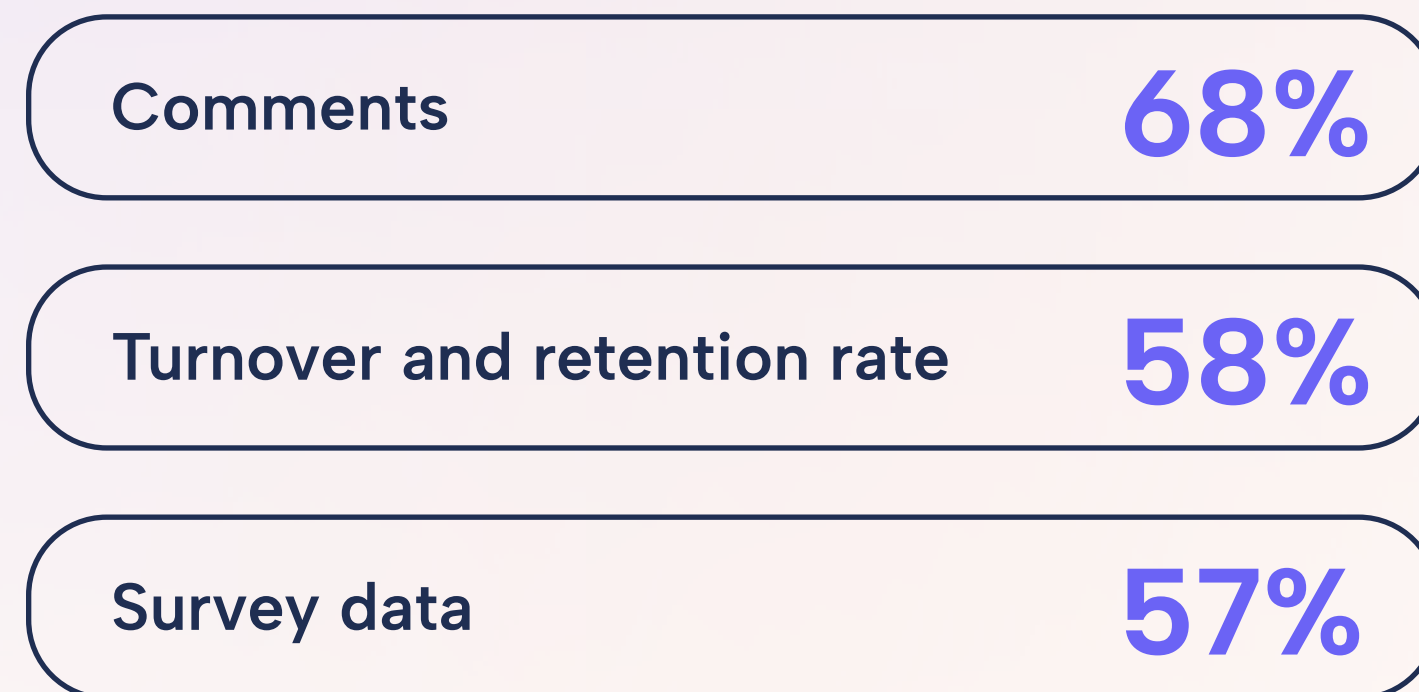 Comments 68%
Turnover and retention rate 58%
Survey data 57%